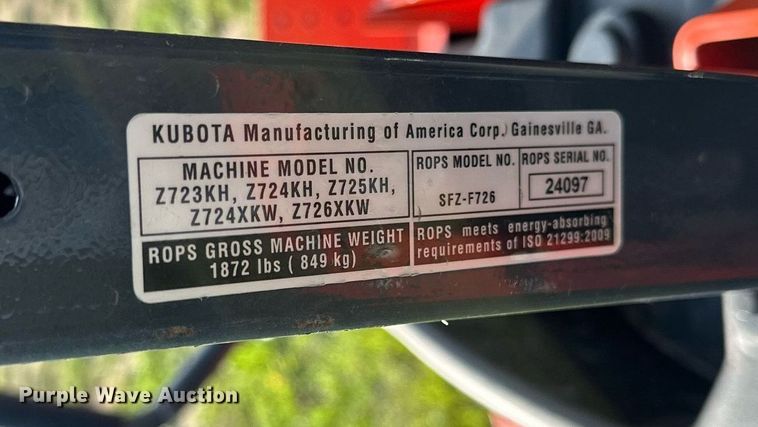 KUBOTA Manufacturing of America Corp. Gainesville GA.
MACHINE MODEL NO.
Z723KH, Z724KH, Z725KH,
Z724XKW, Z726XKW
ROPS MODEL NO.
SFZ-F726
ROPS SERIAL NO.
24097
ROPS GROSS MACHINE WEIGHT
1872 lbs ( 849 kg)
ROPS meets energy-absorbing
requirements of ISO 21299:2009
Purple Wave Auction